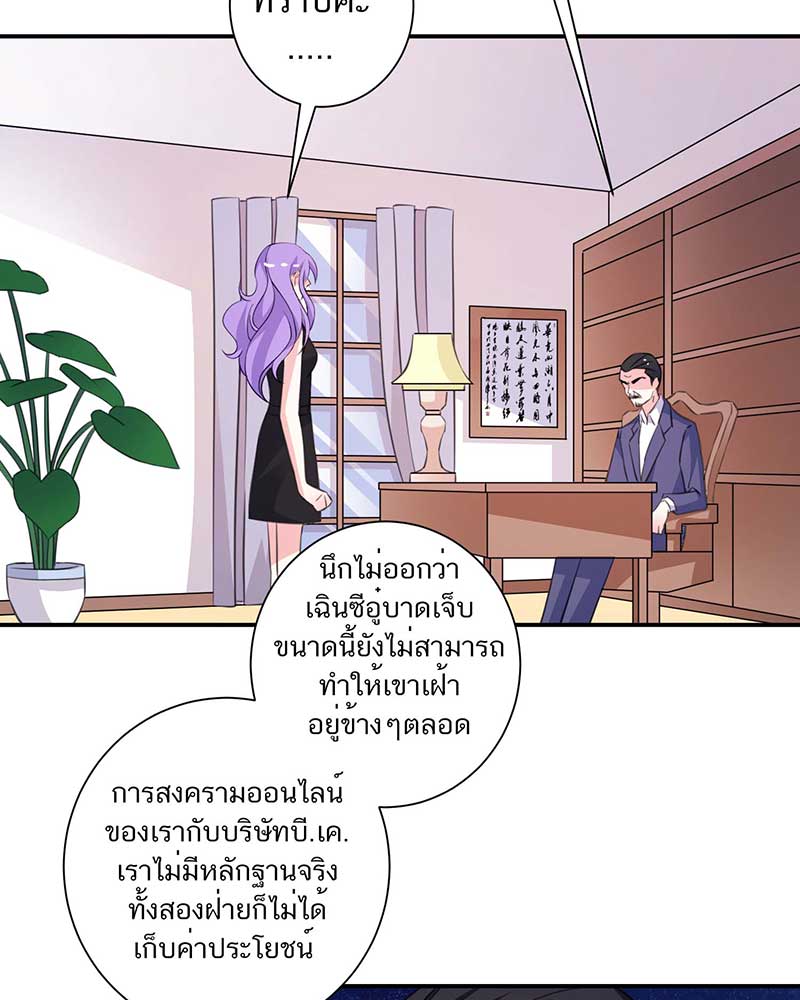 ทราบค่ะ
.....
นึกไม่ออกว่า
เฉินซีอู๋บาดเจ็บ
ขนาดนี้ยังไม่สามารถ
ทำให้เขาเฝ้า
อยู่ข้างๆตลอด
การสงครามออนไลน์
ของเรากับบริษัทบี.เค.
เราไม่มีหลักฐานจริง
ทั้งสองฝ่ายก็ไม่ได้
เก็บค่าประโยชน์